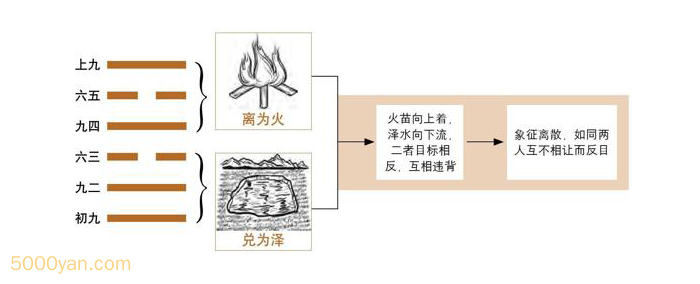 上九
六五
九四
六三
九二
初九
离为火
兑为泽
火苗向上着,
泽水向下流,
二者目标相
反,互相违背
象征离散,如同两
人互不相让而反目
5000yan.com